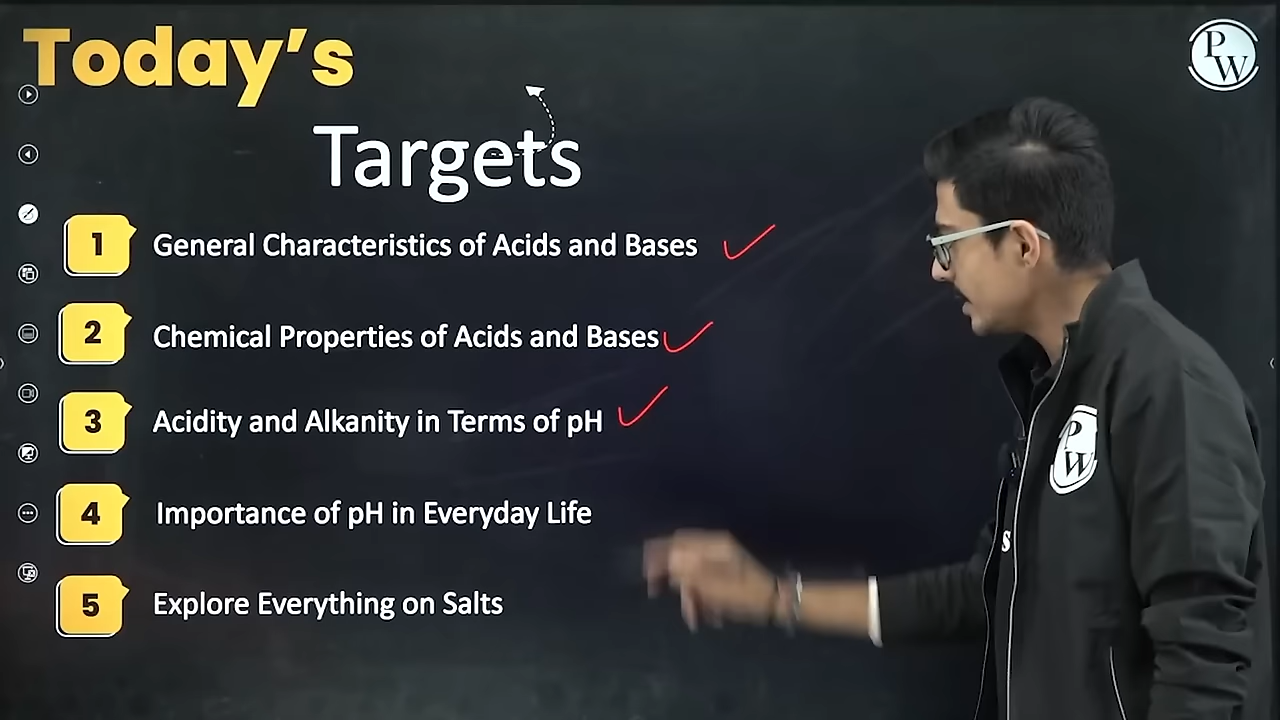 Today's
Targets
PW
1 General Characteristics of Acids and Bases
2 Chemical Properties of Acids and Bases
3 Acidity and Alkanity in Terms of pH
4 Importance of pH in Everyday Life
5 Explore Everything on Salts
PW
S